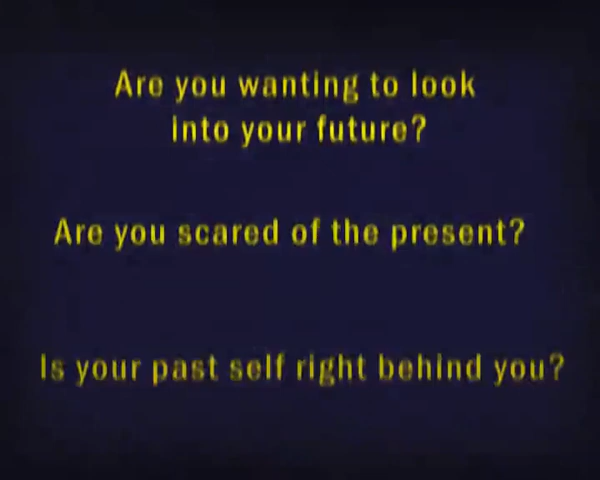 Are you wanting to look
into your future?
Are you scared of the present?
Is your past self right behind you?